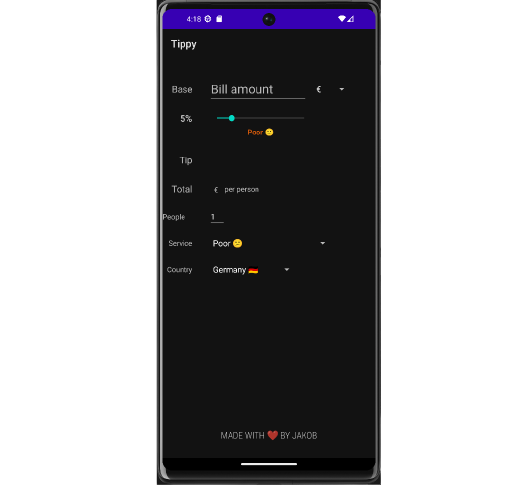 4:18
Tippy
Base Bill amount €
5%
Poor 😕
Tip
Total € per person
People 1
Service Poor 😕
Country Germany 🇩🇪
MADE WITH ❤️ BY JAKOB